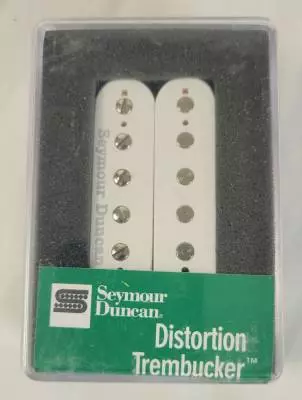 Seymour Duncan
Seymour
Duncan®
Distortion
Trembucker™